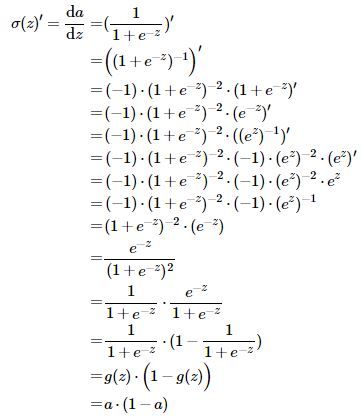 σ(z)′ = da/dz = (1/(1+e^{-z}))′
= ((1+e^{-z})^{-1})′
= (-1)·(1+e^{-z})^{-2}·(1+e^{-z})′
= (-1)·(1+e^{-z})^{-2}·(e^{-z})′
= (-1)·(1+e^{-z})^{-2}·((e^{z})^{-1})′
= (-1)·(1+e^{-z})^{-2}·(-1)·(e^{z})^{-2}·(e^{z})′
= (-1)·(1+e^{-z})^{-2}·(-1)·(e^{z})^{-2}·e^{z}
= (-1)·(1+e^{-z})^{-2}·(-1)·(e^{z})^{-1}
= (1+e^{-z})^{-2}·(e^{-z})
= e^{-z}/(1+e^{-z})^{2}
= 1/(1+e^{-z})·e^{-z}/(1+e^{-z})
= 1/(1+e^{-z})·(1-1/(1+e^{-z}))
= g(z)·(1-g(z))
= a·(1-a)